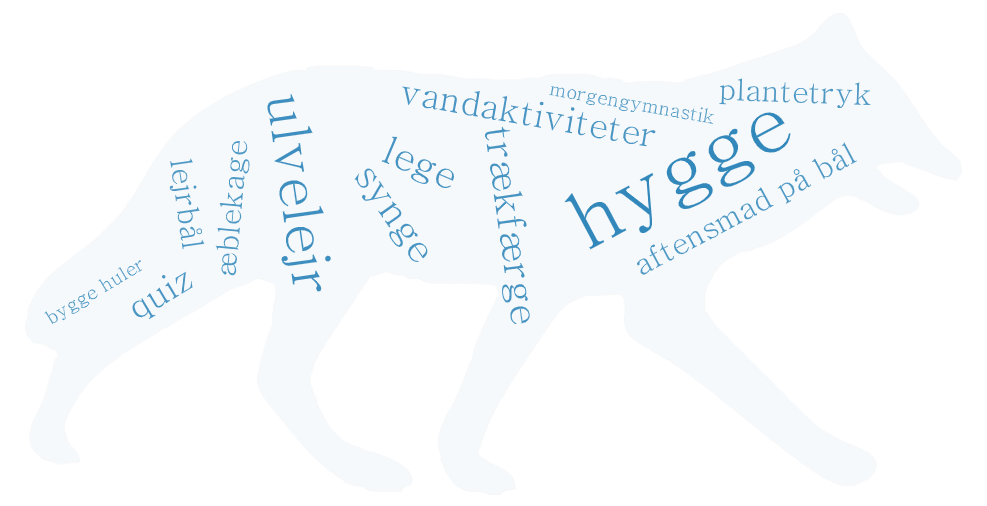 bygge huler
quiz
lejrbål
æblekage
ulvelejr
synge
lege
vandaktiviteter
trækfærge
morgengymnastik
hygge
plantetryk
aftensmad på bål